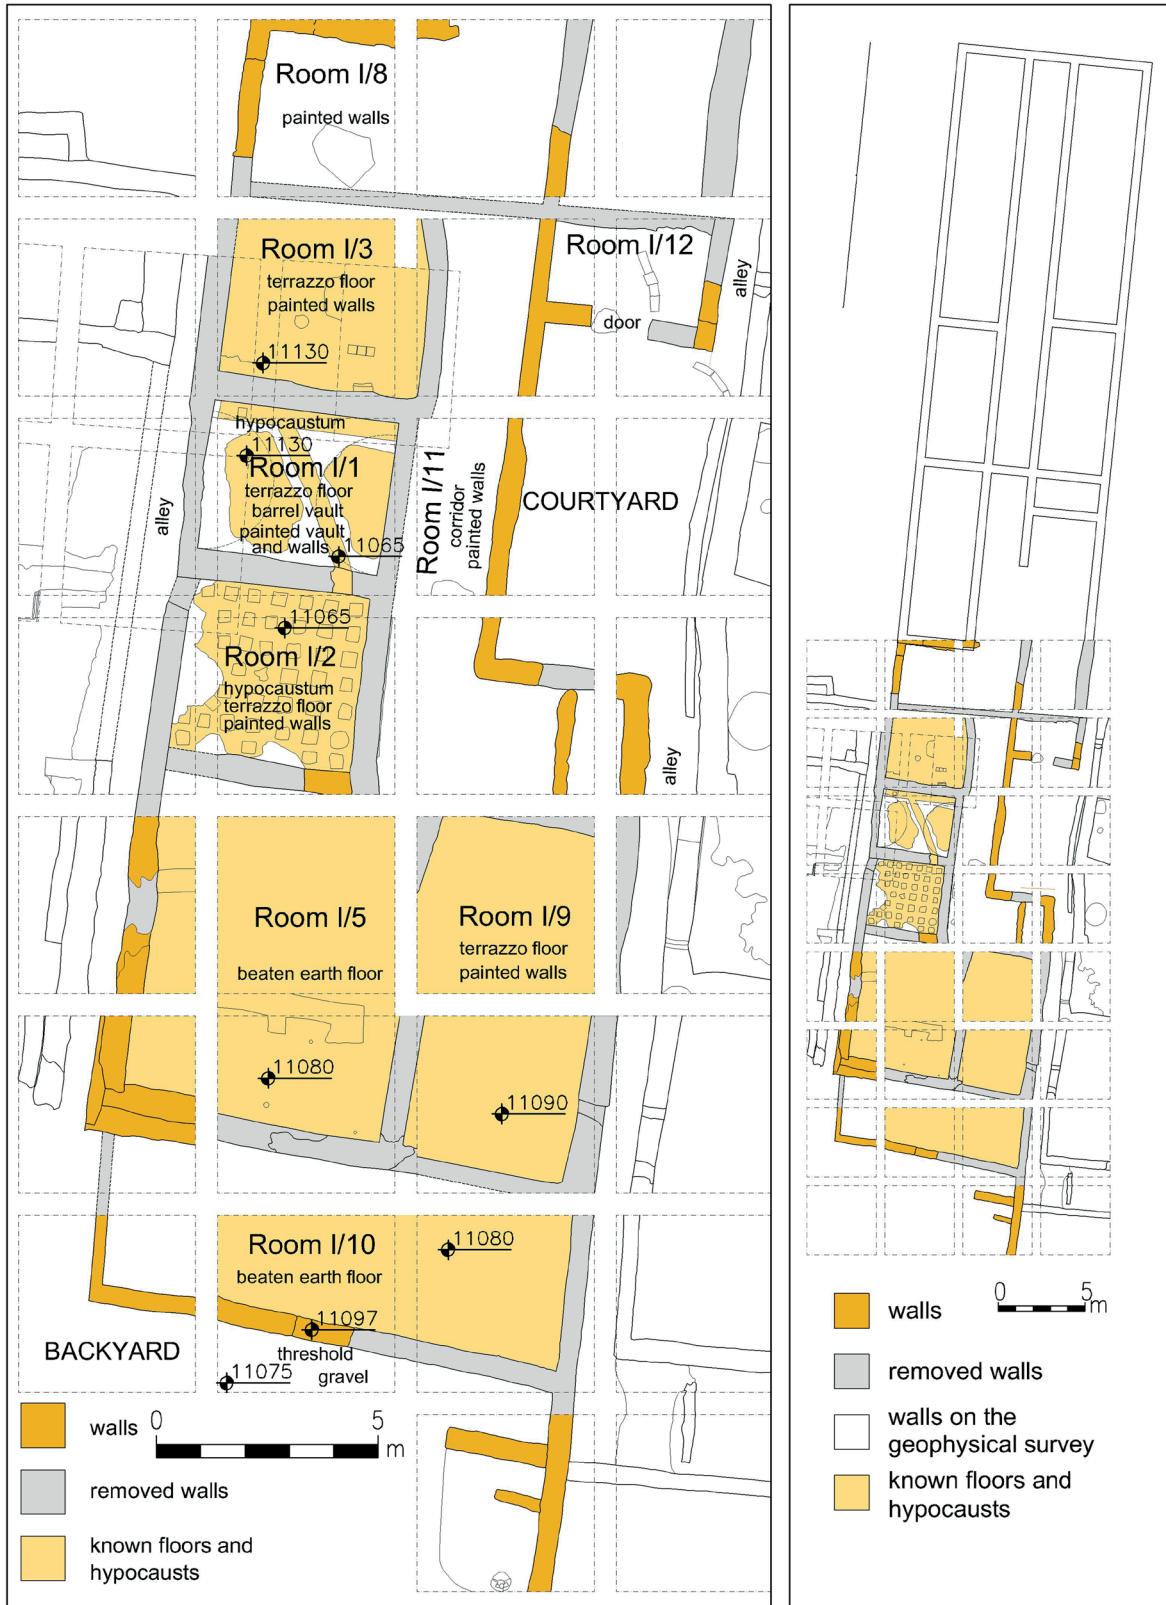 Room I/8
painted walls
Room I/3
terrazzo floor
painted walls
11130
Room I/12
door
alley
hypocaustum
11130
Room I/1
terrazzo floor
barrel vault
painted vault
and walls
11065
alley
Room I/11
corridor
painted walls
COURTYARD
11065
Room I/2
hypocaustum
terrazzo floor
painted walls
alley
Room I/5
beaten earth floor
Room I/9
terrazzo floor
painted walls
11080
11090
Room I/10
beaten earth floor
11080
11097
threshold
gravel
BACKYARD
11075
walls
0 5
m
removed walls
known floors and
hypocausts
walls
0 5
m
removed walls
walls on the
geophysical survey
known floors and
hypocausts